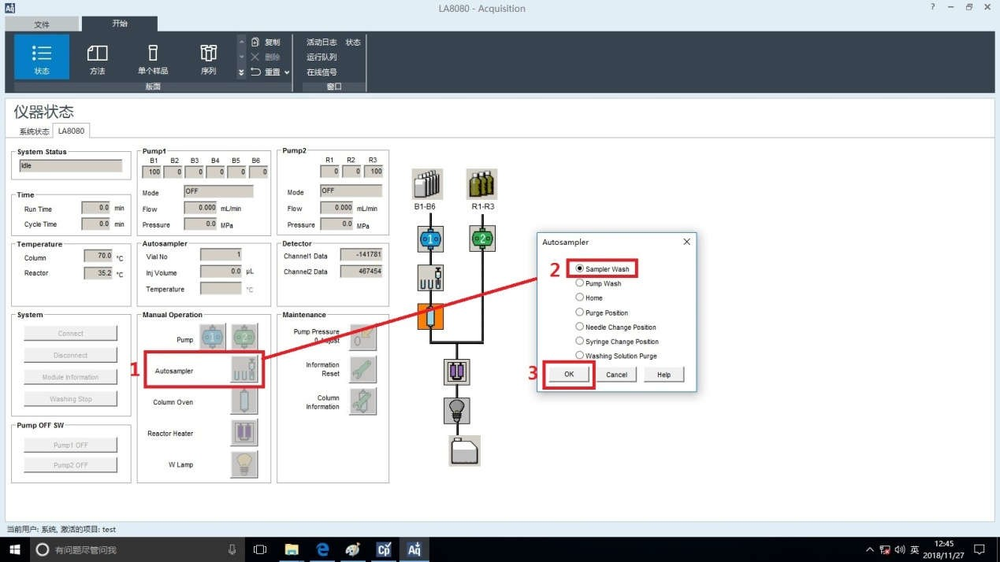 Aq
LA8080 - Acquisition
?
文件
开始
状态
方法
单个样品
序列
复制
删除
重置
版面
活动日志
状态
运行队列
在线信号
窗口
仪器状态
系统状态
LA8080
System Status
Idle
Time
Run Time 0.0 min
Cycle Time 0.0 min
Temperature
Column 70.0 °C
Reactor 35.2 °C
System
Connect
Disconnect
Module Information
Washing Stop
Pump OFF SW
Pump1 OFF
Pump2 OFF
Pump1
B1 B2 B3 B4 B5 B6
100 0 0 0 0 0
Mode OFF
Flow 0.000 mL/min
Pressure 0.0 MPa
Autosampler
Vial No 1
Inj Volume 0.0 µL
Temperature °C
Manual Operation
Pump 1 2
1
Autosampler
Column Oven
Reactor Heater
W Lamp
Pump2
R1 R2 R3
0 0 100
Mode OFF
Flow 0.000 mL/min
Pressure 0.0 MPa
Detector
Channel1 Data -141781
Channel2 Data 467454
Maintenance
Pump Pressure
0-Adjust
Information
Reset
Column
Information
B1-B6
R1-R3
1
2
Autosampler
2
Sampler Wash
Pump Wash
Home
Purge Position
Needle Change Position
Syringe Change Position
Washing Solution Purge
3
OK
Cancel
Help
当前用户: 系统, 激活的项目: test
有问题尽管问我
Cp
Aq
英
12:45
2018/11/27